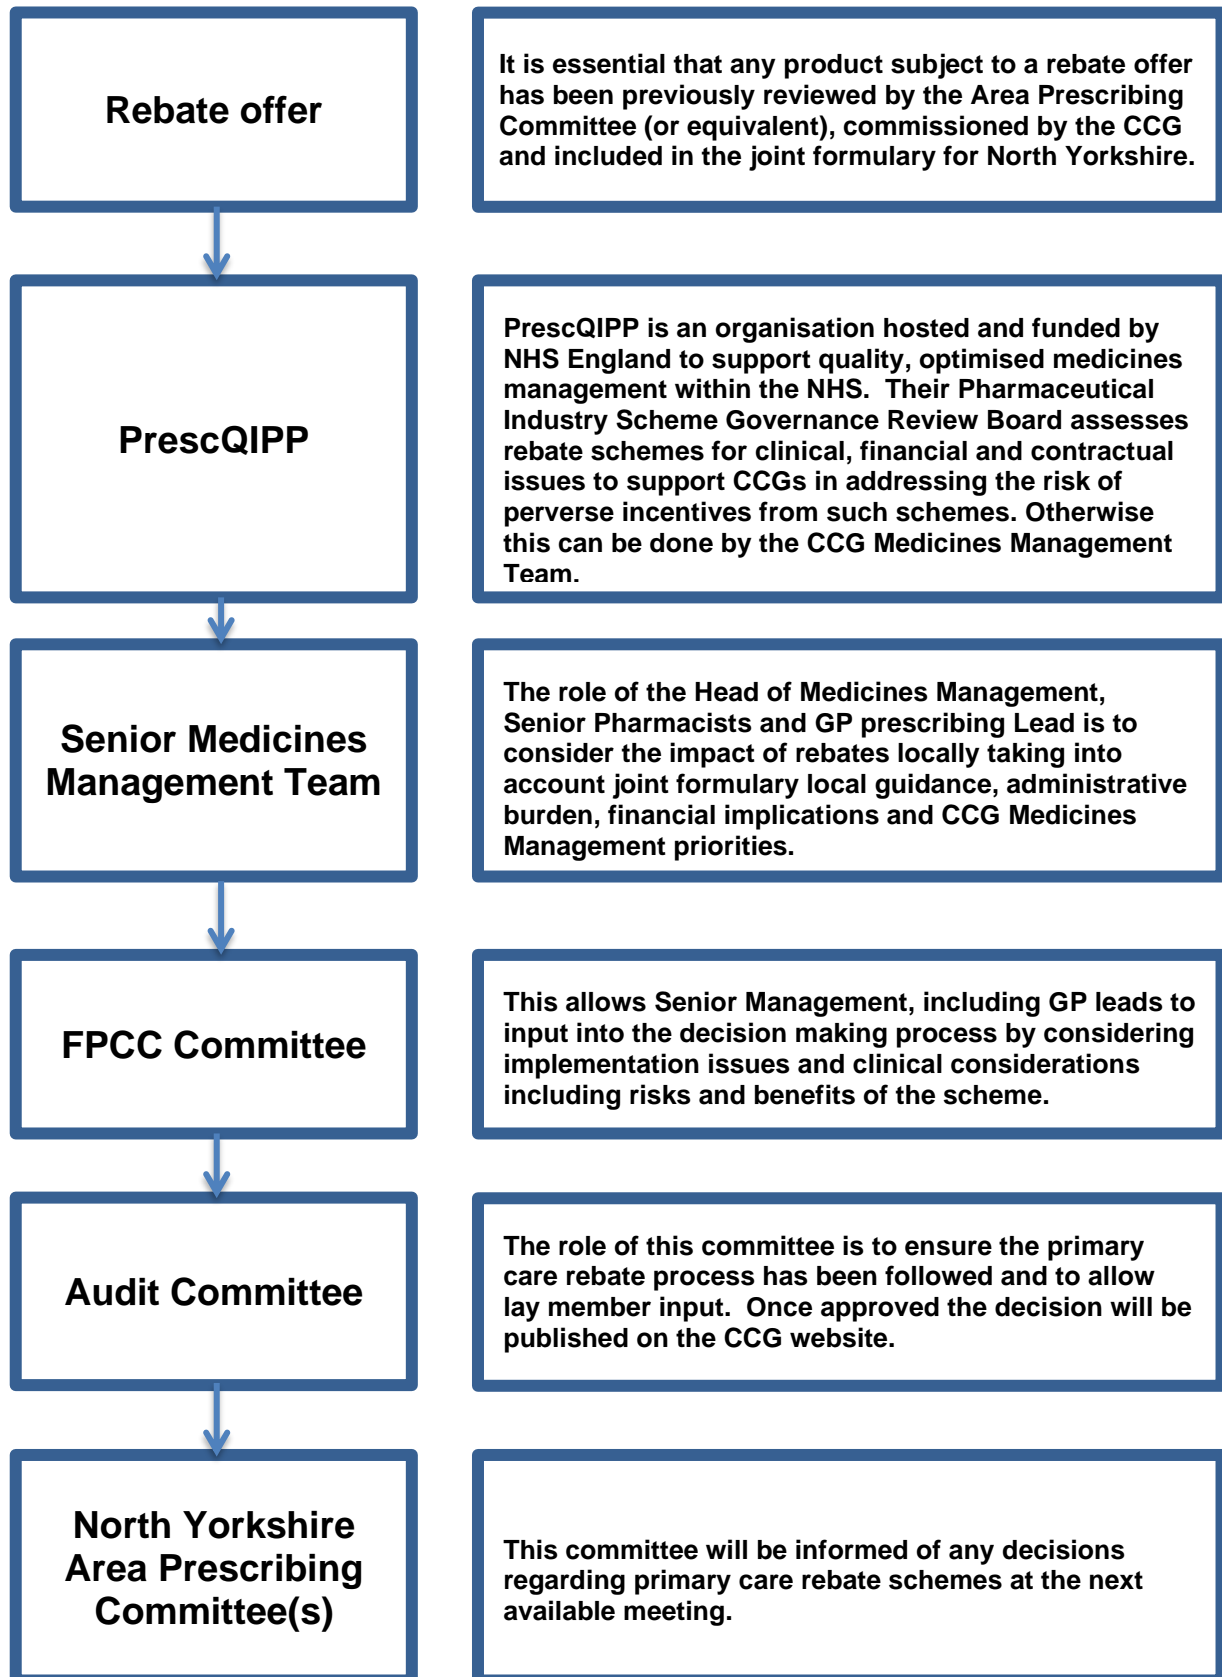 Rebate offer
It is essential that any product subject to a rebate offer
has been previously reviewed by the Area Prescribing
Committee (or equivalent), commissioned by the CCG
and included in the joint formulary for North Yorkshire.
PrescQIPP
PrescQIPP is an organisation hosted and funded by
NHS England to support quality, optimised medicines
management within the NHS.  Their Pharmaceutical
Industry Scheme Governance Review Board assesses
rebate schemes for clinical, financial and contractual
issues to support CCGs in addressing the risk of
perverse incentives from such schemes. Otherwise
this can be done by the CCG Medicines Management
Team.
Senior Medicines
Management Team
The role of the Head of Medicines Management,
Senior Pharmacists and GP prescribing Lead is to
consider the impact of rebates locally taking into
account joint formulary local guidance, administrative
burden, financial implications and CCG Medicines
Management priorities.
FPCC Committee
This allows Senior Management, including GP leads to
input into the decision making process by considering
implementation issues and clinical considerations
including risks and benefits of the scheme.
Audit Committee
The role of this committee is to ensure the primary
care rebate process has been followed and to allow
lay member input.  Once approved the decision will be
published on the CCG website.
North Yorkshire
Area Prescribing
Committee(s)
This committee will be informed of any decisions
regarding primary care rebate schemes at the next
available meeting.